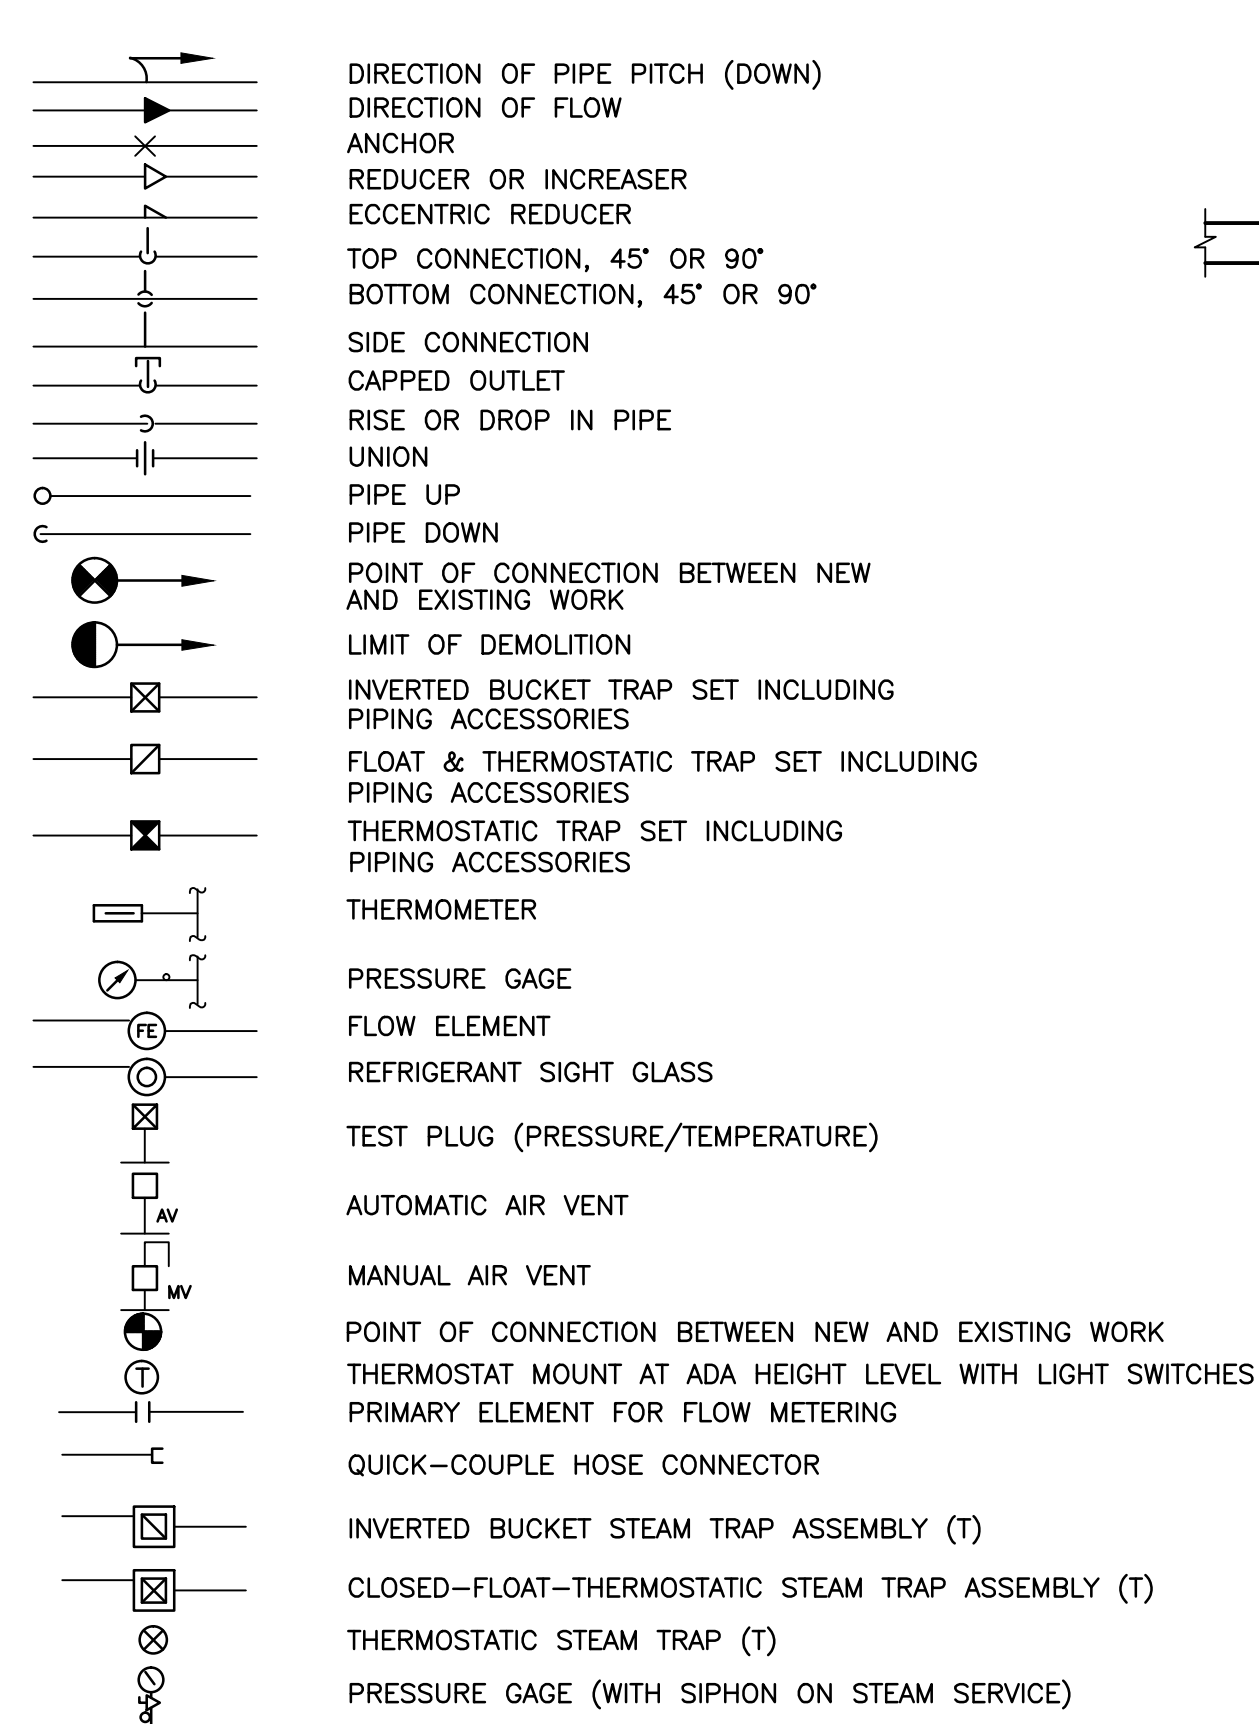 DIRECTION OF PIPE PITCH (DOWN)
DIRECTION OF FLOW
ANCHOR
REDUCER OR INCREASER
ECCENTRIC REDUCER
TOP CONNECTION, 45° OR 90°
BOTTOM CONNECTION, 45° OR 90°
SIDE CONNECTION
CAPPED OUTLET
RISE OR DROP IN PIPE
UNION
PIPE UP
PIPE DOWN
POINT OF CONNECTION BETWEEN NEW
AND EXISTING WORK
LIMIT OF DEMOLITION
INVERTED BUCKET TRAP SET INCLUDING
PIPING ACCESSORIES
FLOAT & THERMOSTATIC TRAP SET INCLUDING
PIPING ACCESSORIES
THERMOSTATIC TRAP SET INCLUDING
PIPING ACCESSORIES
THERMOMETER
PRESSURE GAGE
FE FLOW ELEMENT
REFRIGERANT SIGHT GLASS
TEST PLUG (PRESSURE/TEMPERATURE)
AV AUTOMATIC AIR VENT
MV MANUAL AIR VENT
POINT OF CONNECTION BETWEEN NEW AND EXISTING WORK
T THERMOSTAT MOUNT AT ADA HEIGHT LEVEL WITH LIGHT SWITCHES
PRIMARY ELEMENT FOR FLOW METERING
QUICK-COUPLE HOSE CONNECTOR
INVERTED BUCKET STEAM TRAP ASSEMBLY (T)
CLOSED-FLOAT-THERMOSTATIC STEAM TRAP ASSEMBLY (T)
THERMOSTATIC STEAM TRAP (T)
PRESSURE GAGE (WITH SIPHON ON STEAM SERVICE)